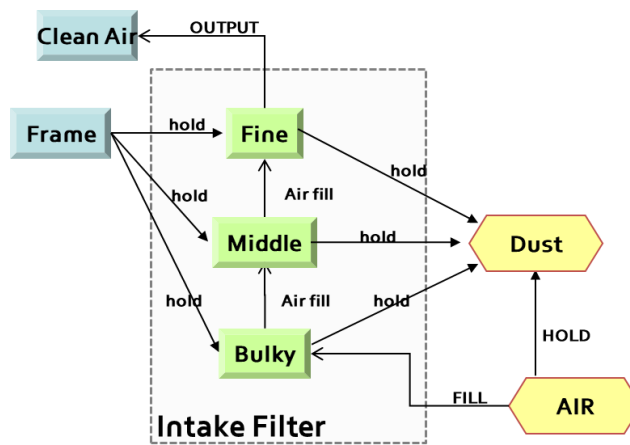 Clean Air
OUTPUT
Frame
hold
Fine
hold
Air fill
hold
Middle
hold
Dust
hold
Air fill
hold
HOLD
Bulky
FILL
AIR
Intake Filter